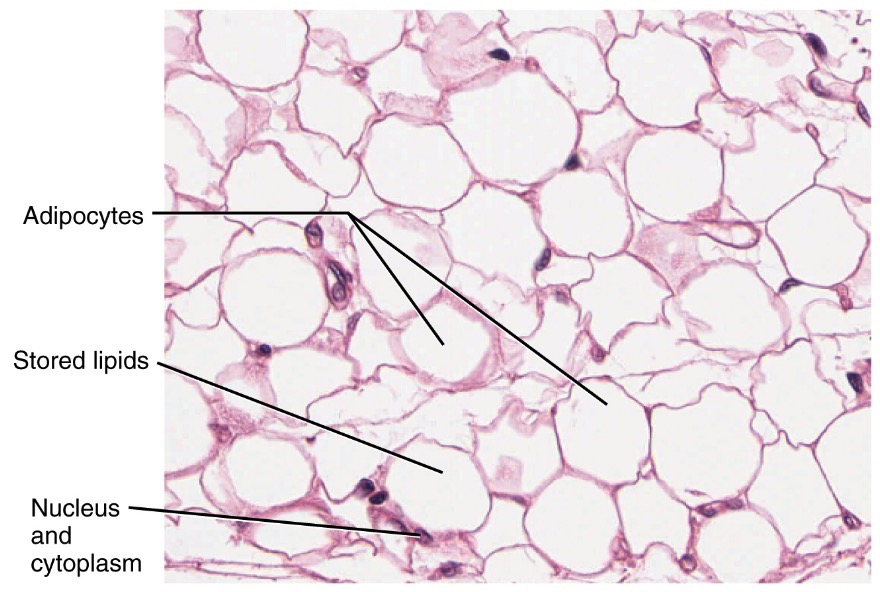 Adipocytes
Stored lipids
Nucleus
and
cytoplasm